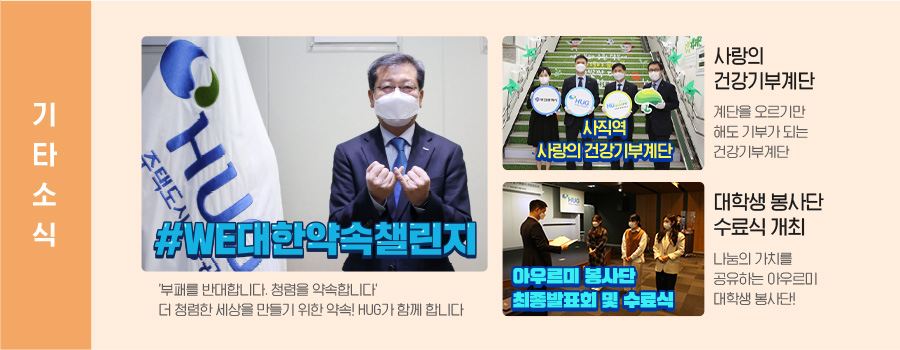 기타소식
HUG
주택도시
#WE대한약속챌린지
'부패를 반대합니다. 청렴을 약속합니다'
더 청렴한 세상을 만들기 위한 약속! HUG가 함께 합니다
HUG
사직역
사랑의 건강기부계단
사랑의
건강기부계단
계단을 오르기만
해도 기부가 되는
건강기부계단
HUG
아우르미 봉사단
최종발표회 및 수료식
대학생 봉사단
수료식 개최
나눔의 가치를
공유하는 아우르미
대학생 봉사단!